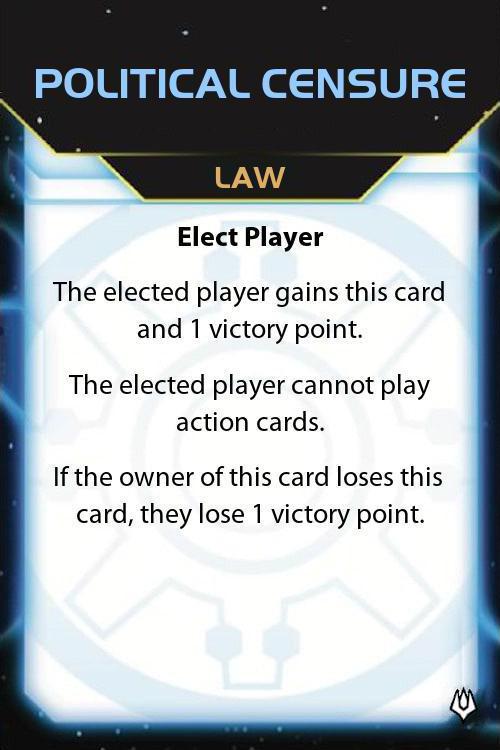 POLITICAL CENSURE
LAW
Elect Player
The elected player gains this card
and 1 victory point.
The elected player cannot play
action cards.
If the owner of this card loses this
card, they lose 1 victory point.